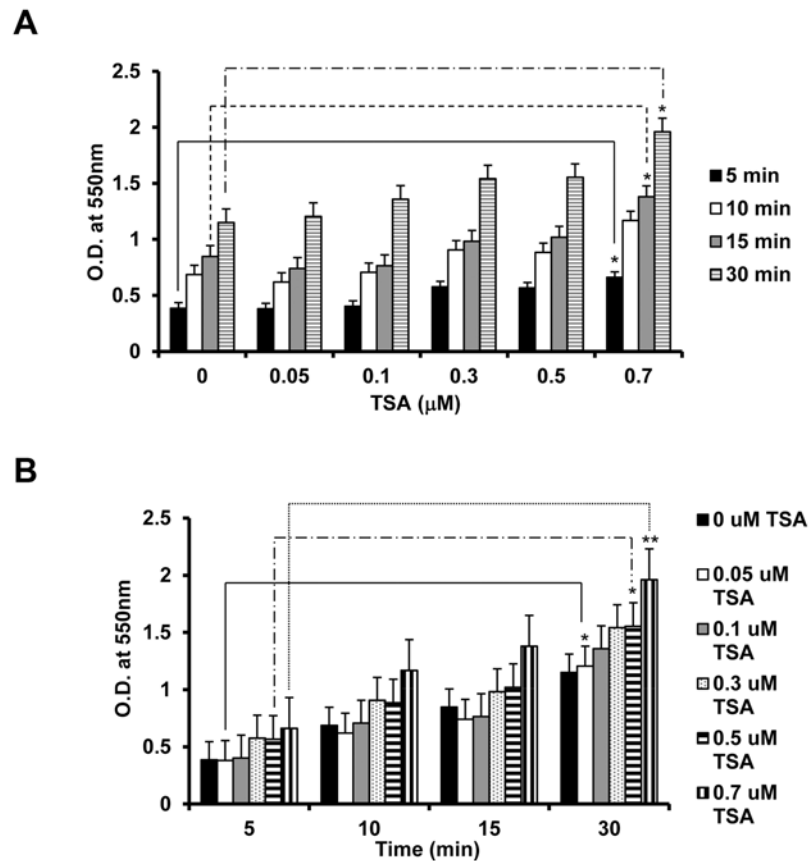 A
2.5
2
1.5
1
0.5
0
O.D. at 550nm
* * *
0 0.05 0.1 0.3 0.5 0.7
TSA (μM)
5 min
10 min
15 min
30 min
B
2.5
2
1.5
1
0.5
0
O.D. at 550nm
* * **
5 10 15 30
Time (min)
0 uM TSA
0.05 uM
TSA
0.1 uM
TSA
0.3 uM
TSA
0.5 uM
TSA
0.7 uM
TSA